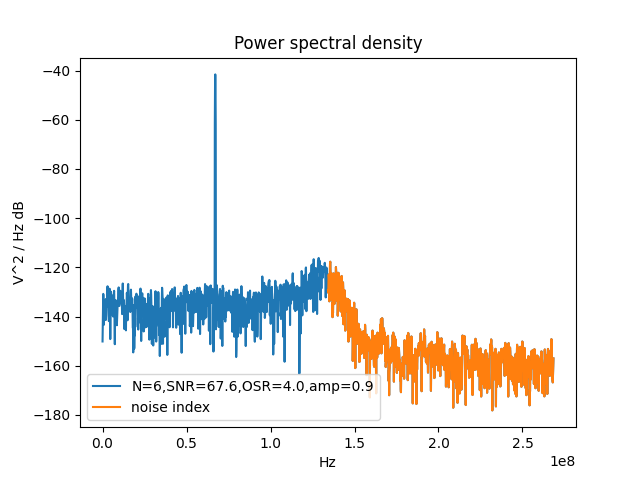 Power spectral density
V^2 / Hz dB
−40
−60
−80
−100
−120
−140
−160
−180
N=6,SNR=67.6,OSR=4.0,amp=0.9
noise index
0.0 0.5 1.0 1.5 2.0 2.5
1e8
Hz